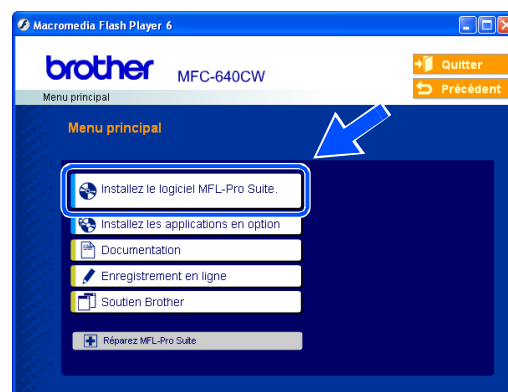 Macromedia Flash Player 6
brother
MFC-640CW
Quitter
Précédent
Menu principal
Menu principal
Installez le logiciel MFL-Pro Suite.
Installez les applications en option
Documentation
Enregistrement en ligne
Soutien Brother
Réparez MFL-Pro Suite